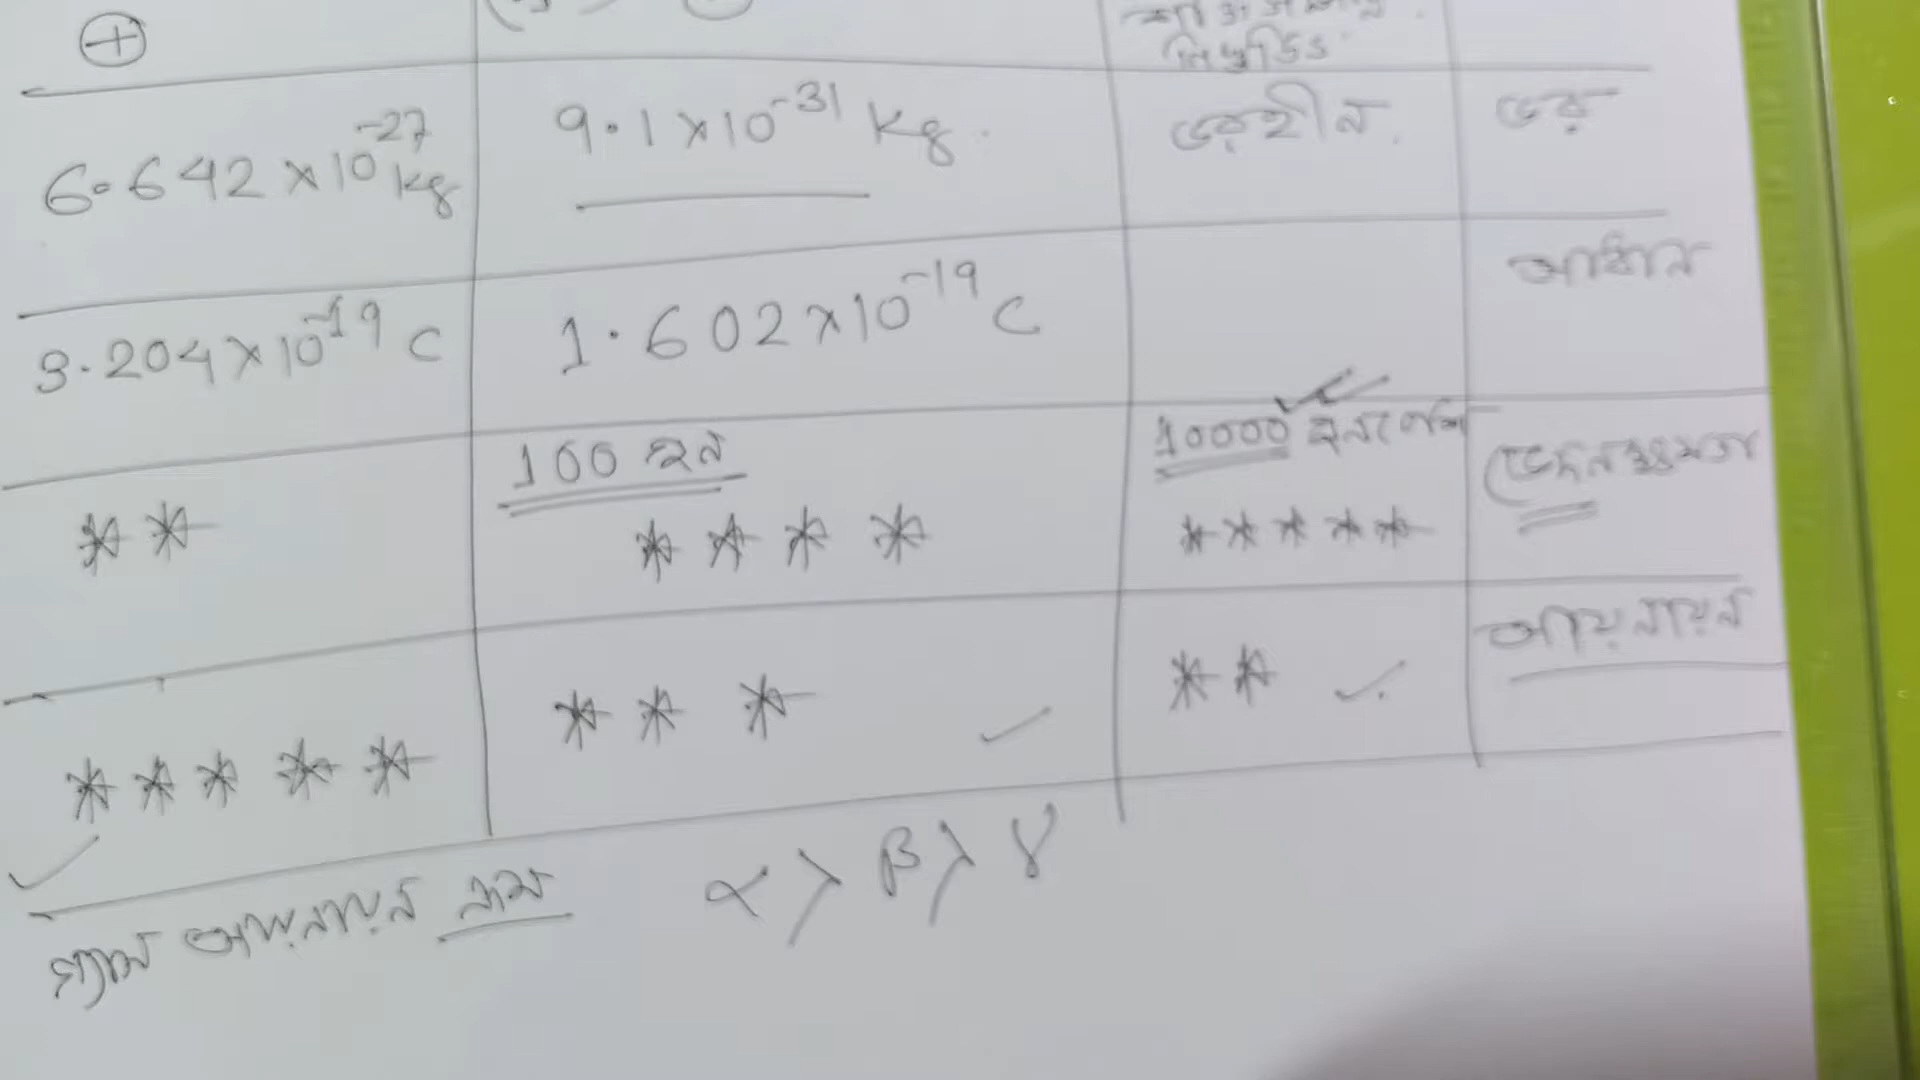 ⊕
6.642 × 10⁻²⁷ kg
9.1 × 10⁻³¹ kg
ভরহীন
ভর
3.204 × 10⁻¹⁹ C
1.602 × 10⁻¹⁹ C
আধান
**
100 গুন
****
10000 গুন বেশি
*****
ভেদনক্ষমতা
*****
***
**
আয়নায়ন
গ্যাস আয়নায়ন
α > β > γ